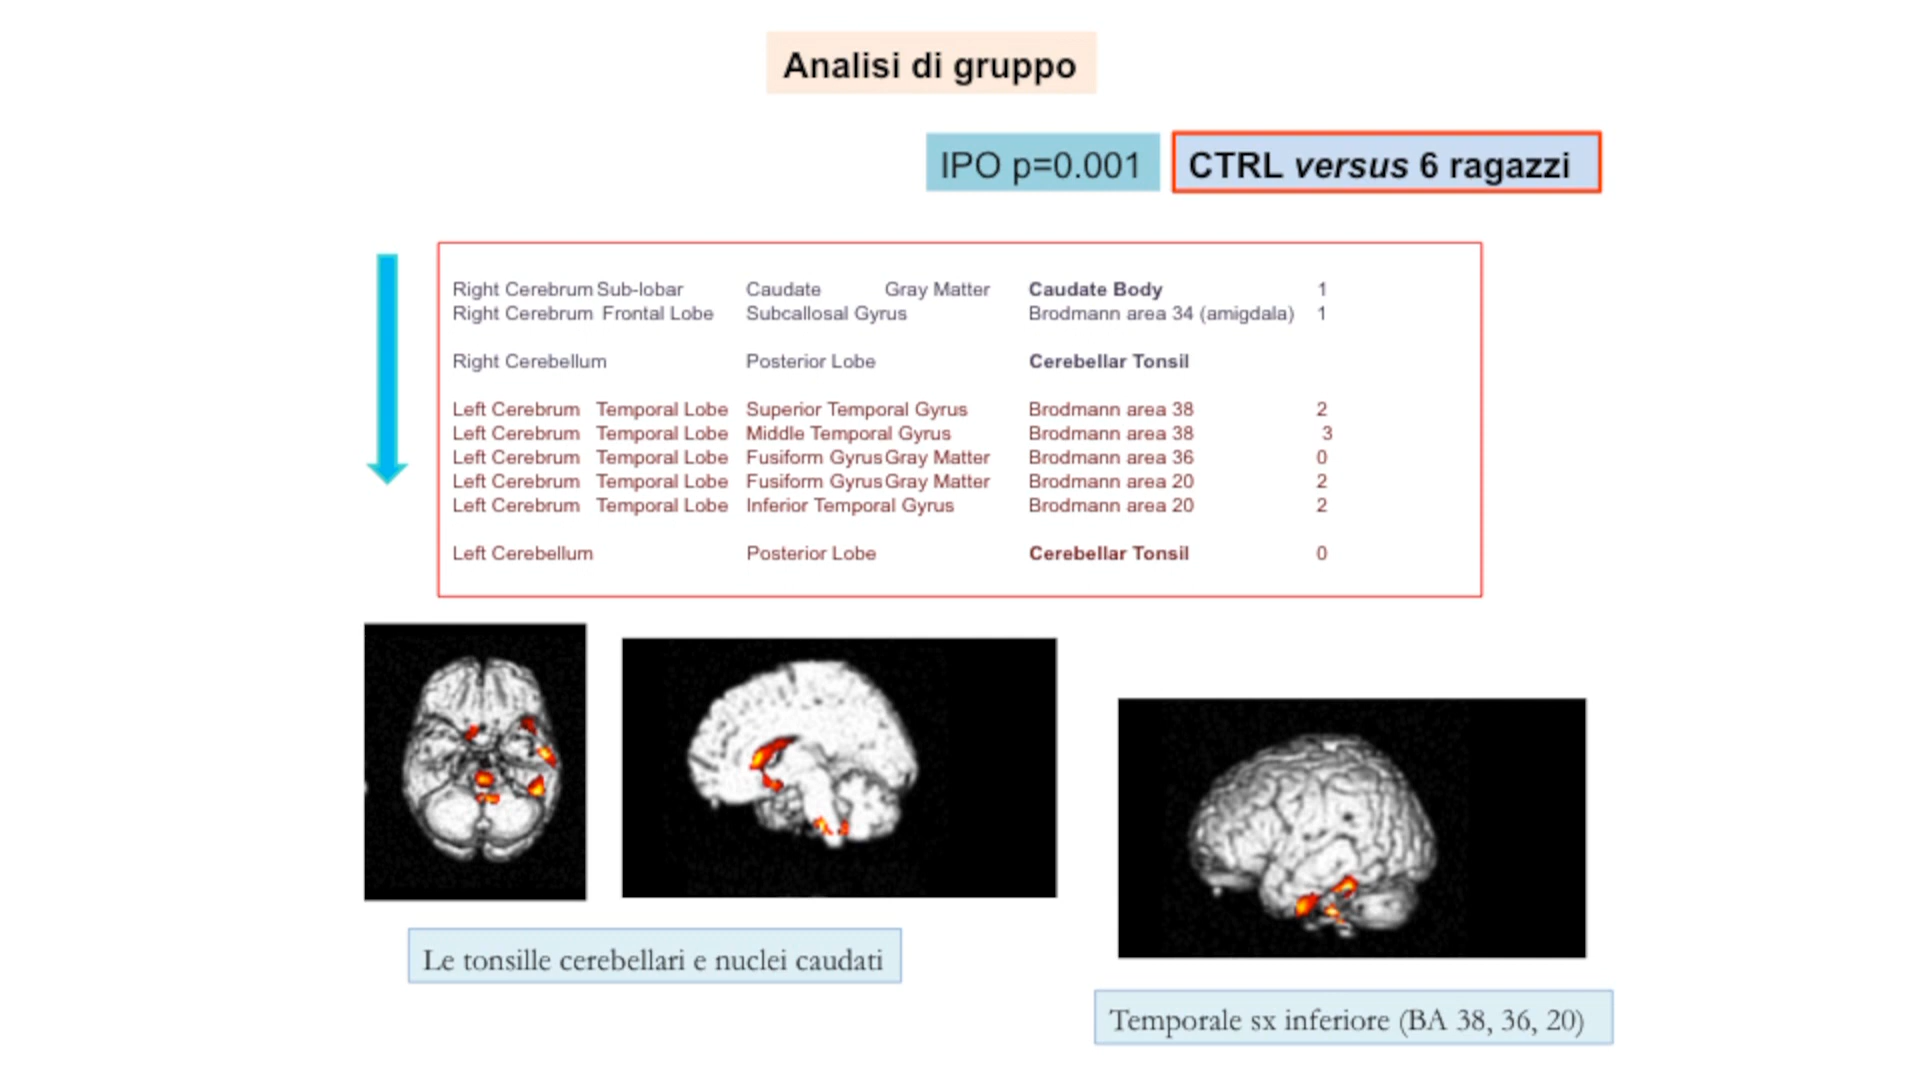 Analisi di gruppo
IPO p=0.001
CTRL versus 6 ragazzi
Right Cerebrum Sub-lobar Caudate Gray Matter Caudate Body 1
Right Cerebrum Frontal Lobe Subcallosal Gyrus Brodmann area 34 (amigdala) 1
Right Cerebellum Posterior Lobe Cerebellar Tonsil
Left Cerebrum Temporal Lobe Superior Temporal Gyrus Brodmann area 38 2
Left Cerebrum Temporal Lobe Middle Temporal Gyrus Brodmann area 38 3
Left Cerebrum Temporal Lobe Fusiform Gyrus Gray Matter Brodmann area 36 0
Left Cerebrum Temporal Lobe Fusiform Gyrus Gray Matter Brodmann area 20 2
Left Cerebrum Temporal Lobe Inferior Temporal Gyrus Brodmann area 20 2
Left Cerebellum Posterior Lobe Cerebellar Tonsil 0
Le tonsille cerebellari e nuclei caudati
Temporale sx inferiore (BA 38, 36, 20)